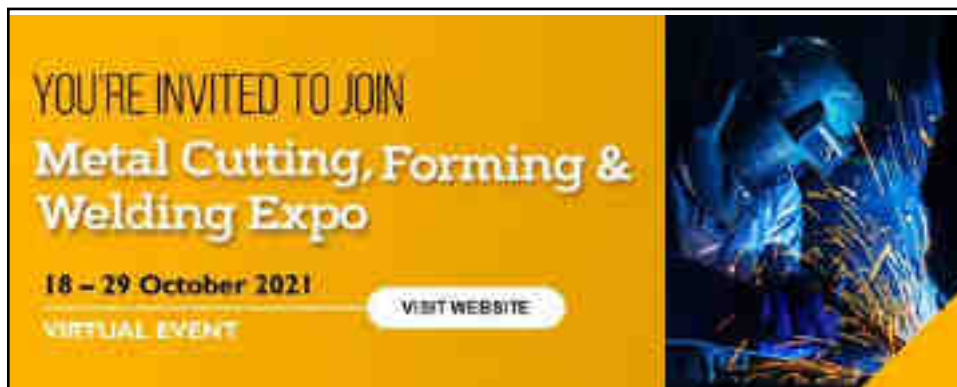 YOU'RE INVITED TO JOIN
Metal Cutting, Forming &
Welding Expo
18 – 29 October 2021
VISIT WEBSITE
VIRTUAL EVENT